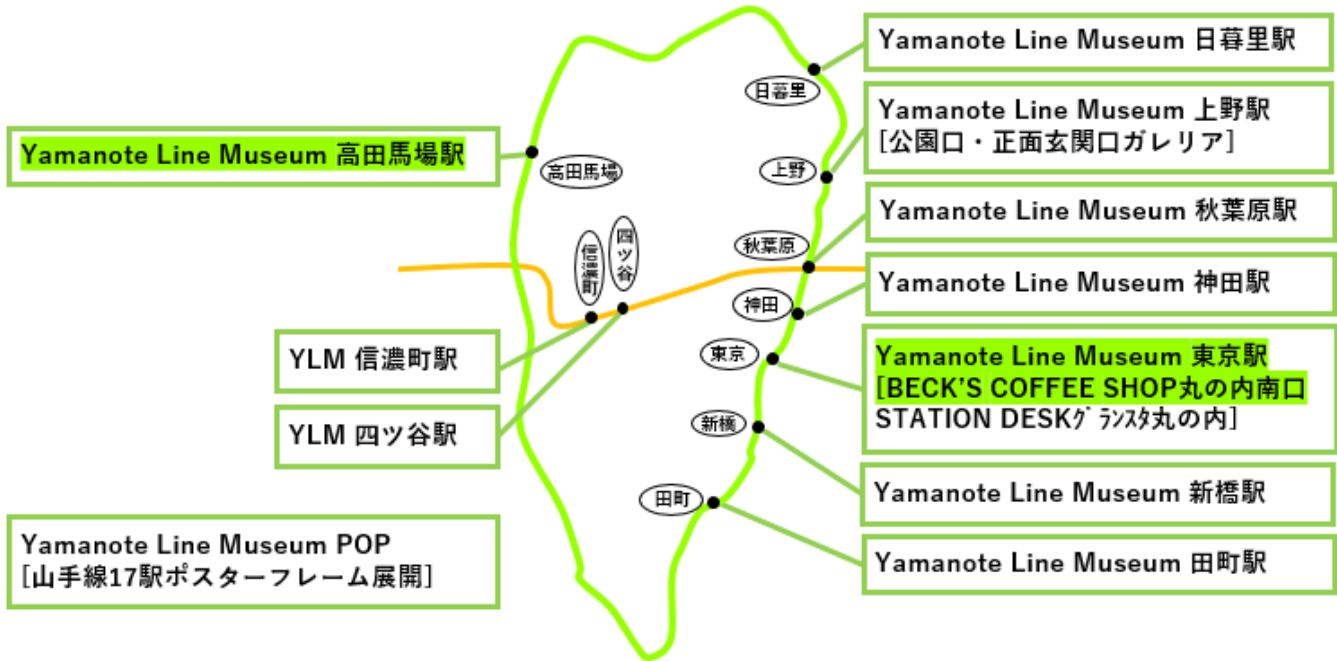 Yamanote Line Museum 日暮里駅
日暮里
Yamanote Line Museum 上野駅
[公園口・正面玄関口ガレリア]
Yamanote Line Museum 高田馬場駅
高田馬場
上野
Yamanote Line Museum 秋葉原駅
秋葉原
四ツ谷
信濃町
Yamanote Line Museum 神田駅
神田
YLM 信濃町駅
東京
Yamanote Line Museum 東京駅
[BECK'S COFFEE SHOP丸の内南口
STATION DESKグランスタ丸の内]
YLM 四ツ谷駅
新橋
Yamanote Line Museum 新橋駅
田町
Yamanote Line Museum POP
[山手線17駅ポスターフレーム展開]
Yamanote Line Museum 田町駅